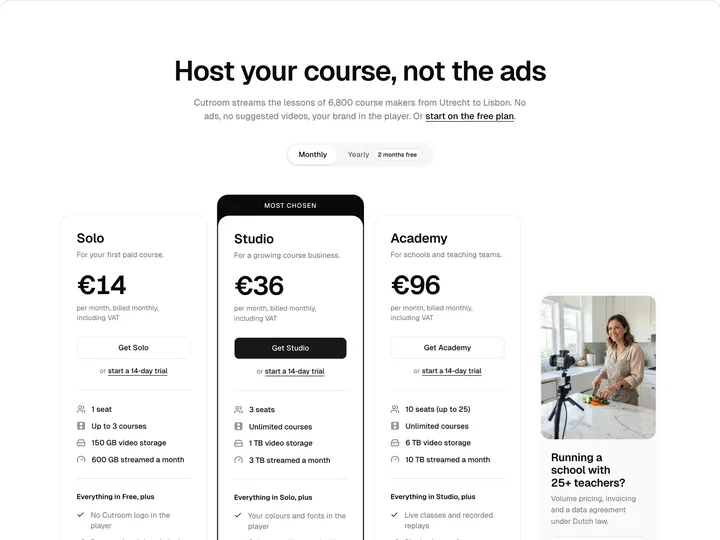 Host your course, not the ads
Cutroom streams the lessons of 6,800 course makers from Utrecht to Lisbon. No
ads, no suggested videos, your brand in the player. Or start on the free plan.
Monthly
Yearly
2 months free
Solo
For your first paid course.
€14
per month, billed monthly,
including VAT
Get Solo
or start a 14-day trial
1 seat
Up to 3 courses
150 GB video storage
600 GB streamed a month
Everything in Free, plus
No Cutroom logo in the
player
MOST CHOSEN
Studio
For a growing course business.
€36
per month, billed monthly,
including VAT
Get Studio
or start a 14-day trial
3 seats
Unlimited courses
1 TB video storage
3 TB streamed a month
Everything in Solo, plus
Your colours and fonts in the
player
Academy
For schools and teaching teams.
€96
per month, billed monthly,
including VAT
Get Academy
or start a 14-day trial
10 seats (up to 25)
Unlimited courses
6 TB video storage
10 TB streamed a month
Everything in Studio, plus
Live classes and recorded
replays
Running a
school with
25+ teachers?
Volume pricing, invoicing
and a data agreement
under Dutch law.